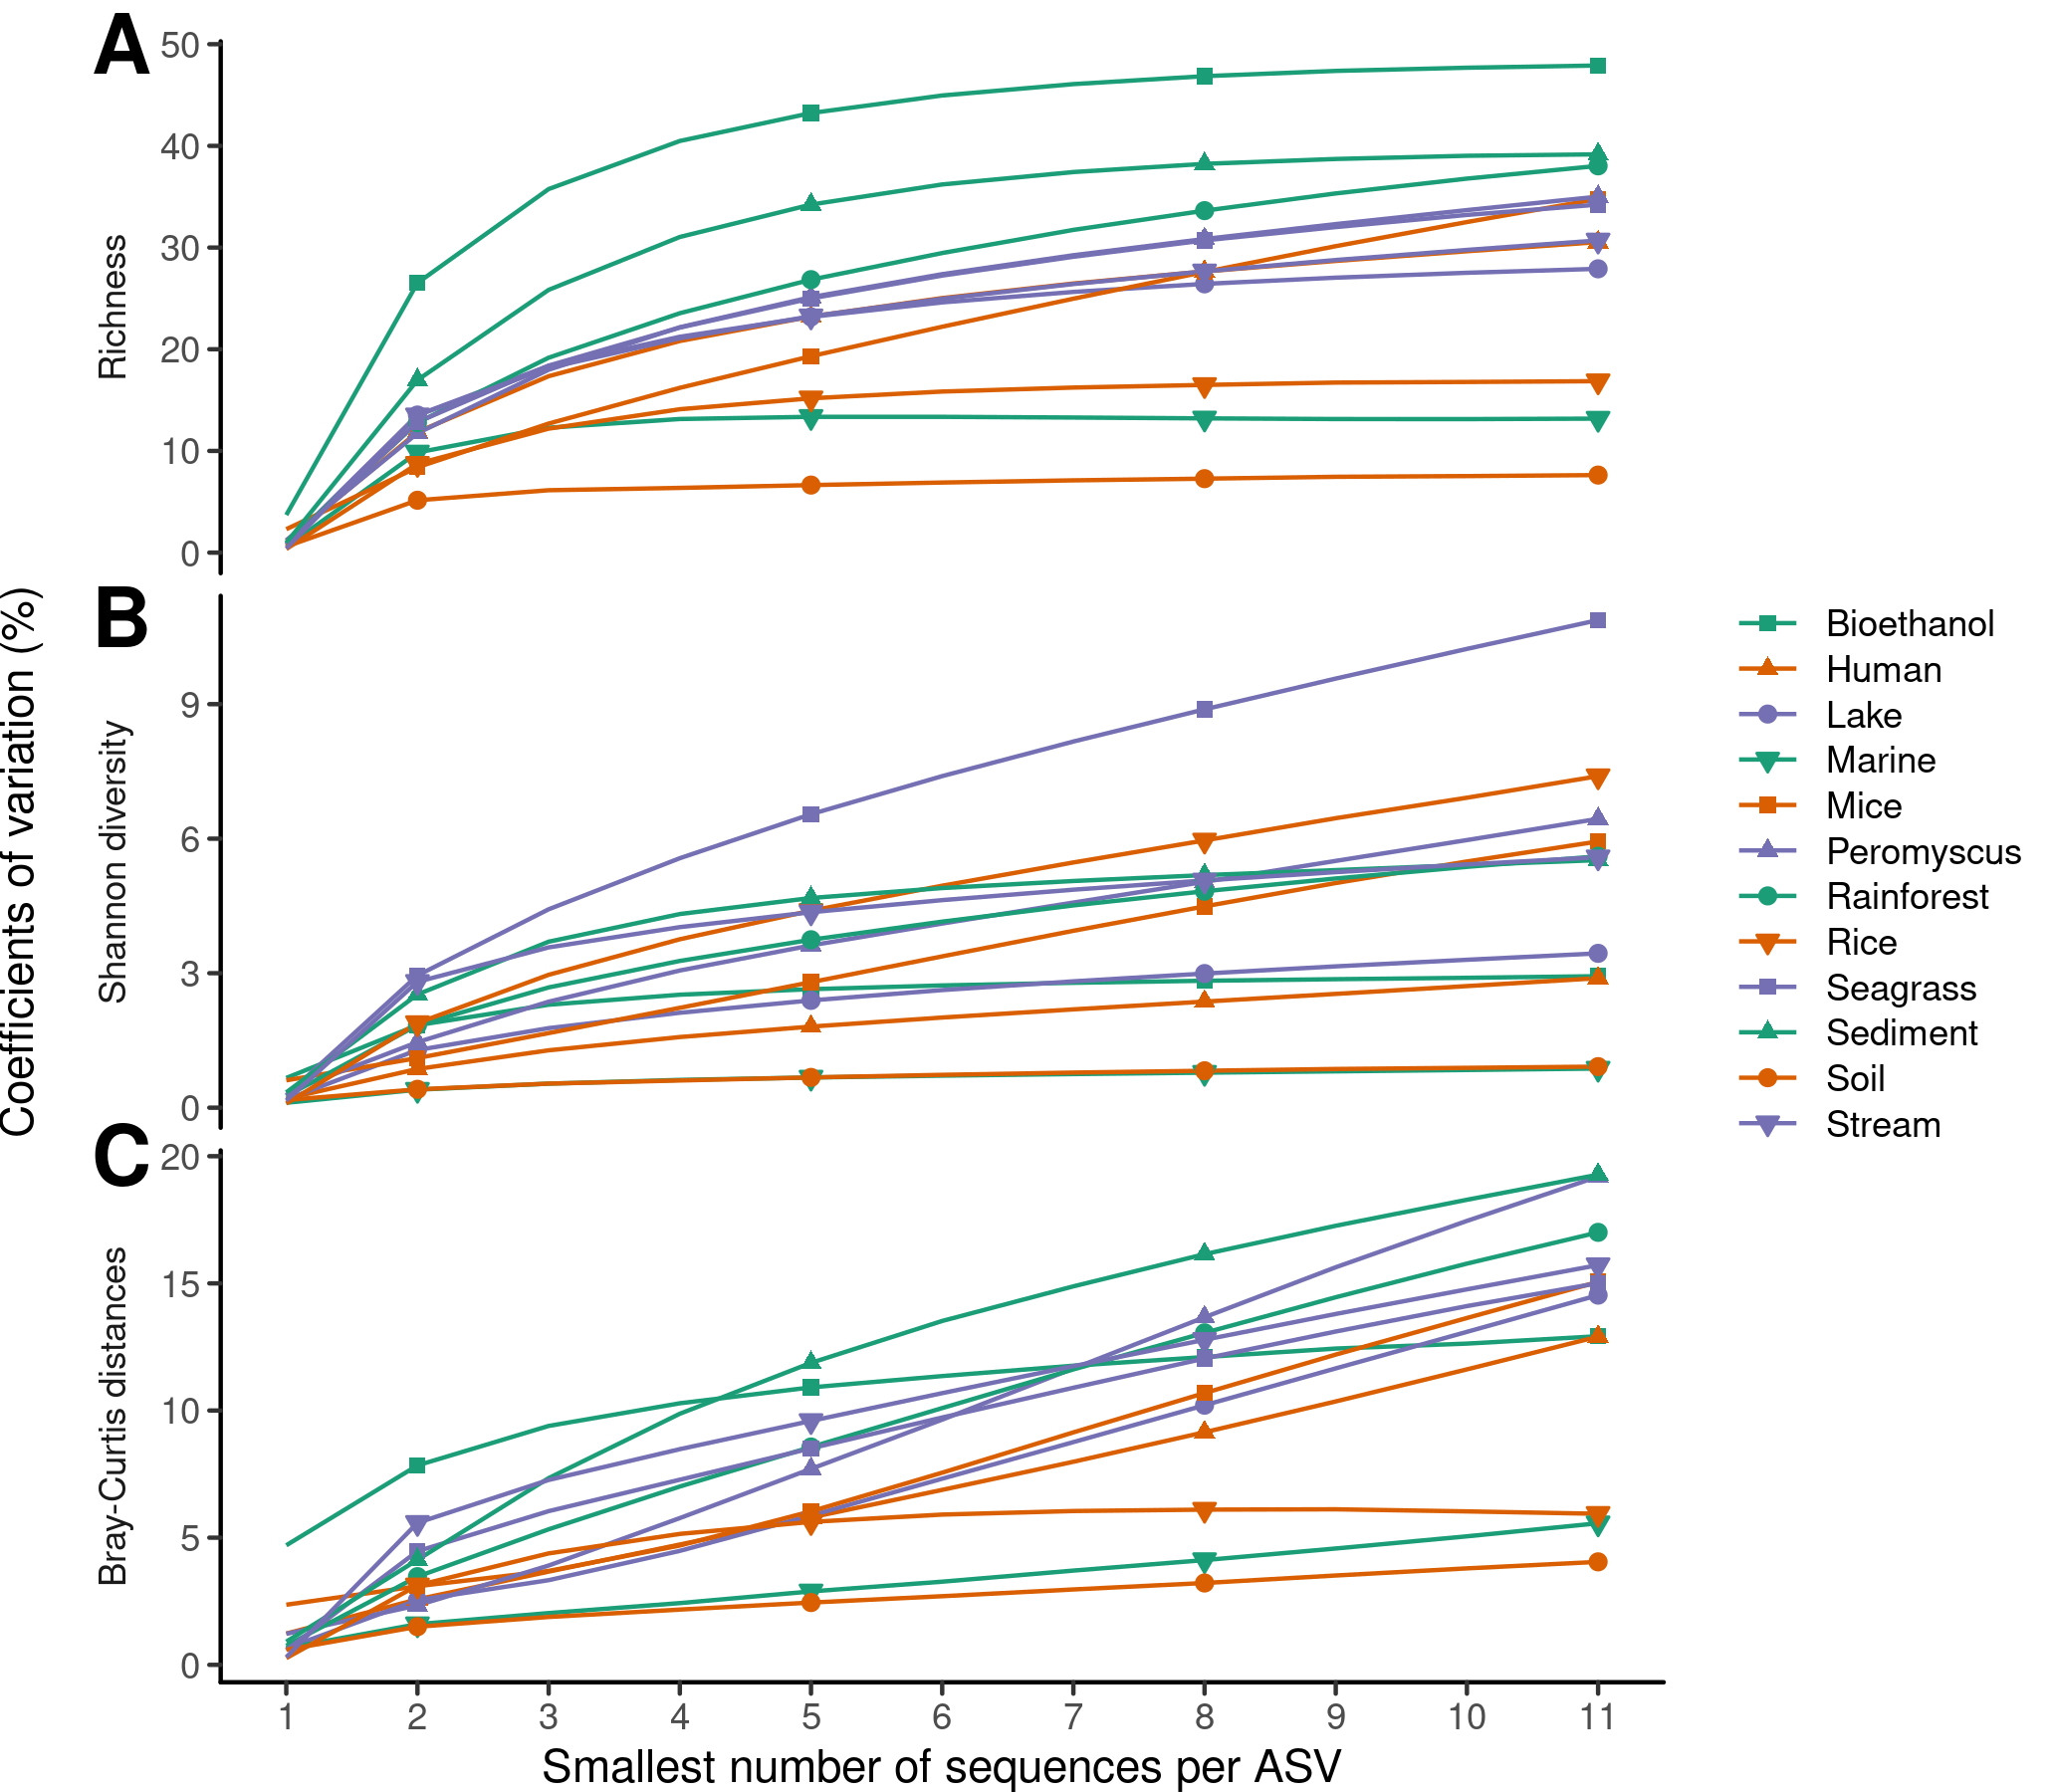 A
50
40
30
20
10
0
Richness
B
9
6
3
0
Shannon diversity
Coefficients of variation (%)
C
20
15
10
5
0
Bray-Curtis distances
1 2 3 4 5 6 7 8 9 10 11
Smallest number of sequences per ASV
Bioethanol
Human
Lake
Marine
Mice
Peromyscus
Rainforest
Rice
Seagrass
Sediment
Soil
Stream